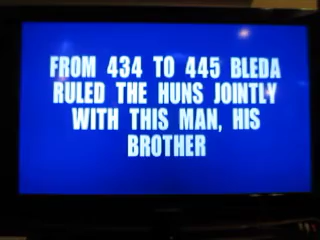 FROM 434 TO 445 BLEDA
RULED THE HUNS JOINTLY
WITH THIS MAN, HIS
BROTHER